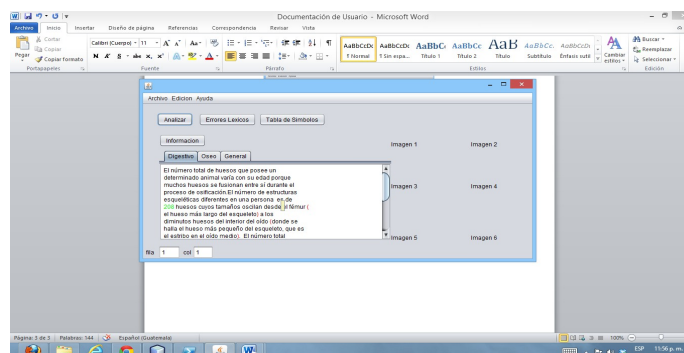 Documentación de Usuario - Microsoft Word
Archivo Inicio Insertar Diseño de página Referencias Correspondencia Revisar Vista
Pegar
Cortar
Copiar
Copiar formato
Portapapeles
Calibri (Cuerpo) 11
N K S abc x₂ x²
Fuente
Párrafo
AaBbCcDc AaBbCcDc AaBbC AaBbCc AaB AaBbCc. AaBbCcDi
¶ Normal ¶ Sin espa... Título 1 Título 2 Título Subtítulo Énfasis sutil
Estilos
Cambiar estilos
Buscar
Reemplazar
Seleccionar
Edición
Archivo Edicion Ayuda
Analizar Errores Lexicos Tabla de Simbolos
Informacion
Digestivo Oseo General
El número total de huesos que posee un
determinado animal varía con su edad porque
muchos huesos se fusionan entre sí durante el
proceso de osificación.El número de estructuras
esqueléticas diferentes en una persona es de
208 huesos cuyos tamaños oscilan desde el fémur (
el hueso más largo del esqueleto) a los
diminutos huesos del interior del oído (donde se
halla el hueso más pequeño del esqueleto, que es
el estribo en el oído medio). El número total
Imagen 1 Imagen 2
Imagen 3 Imagen 4
Imagen 5 Imagen 6
fila 1 col 1
Página: 3 de 3 Palabras: 144 Español (Guatemala) 100%
ESP 11:56 p. m.